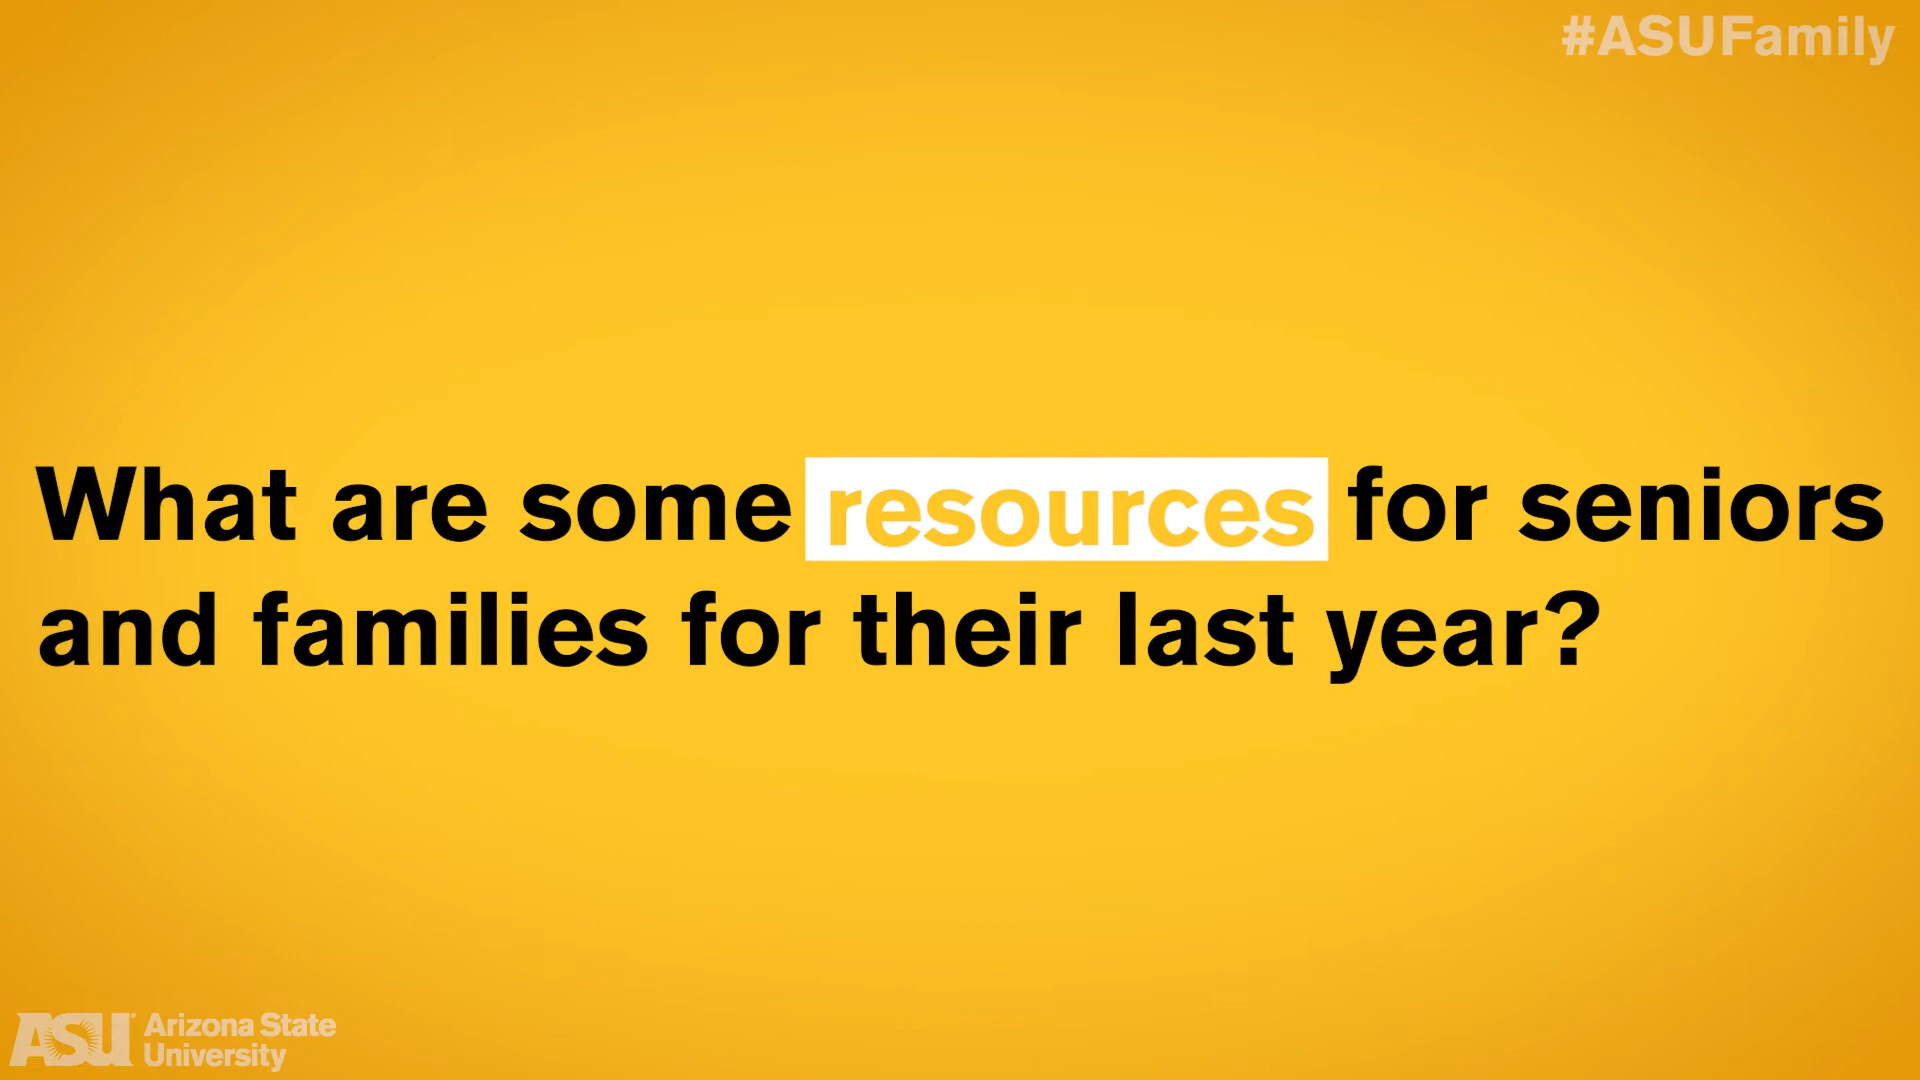 #ASUFamily
What are some resources for seniors
and families for their last year?
ASU Arizona State
University